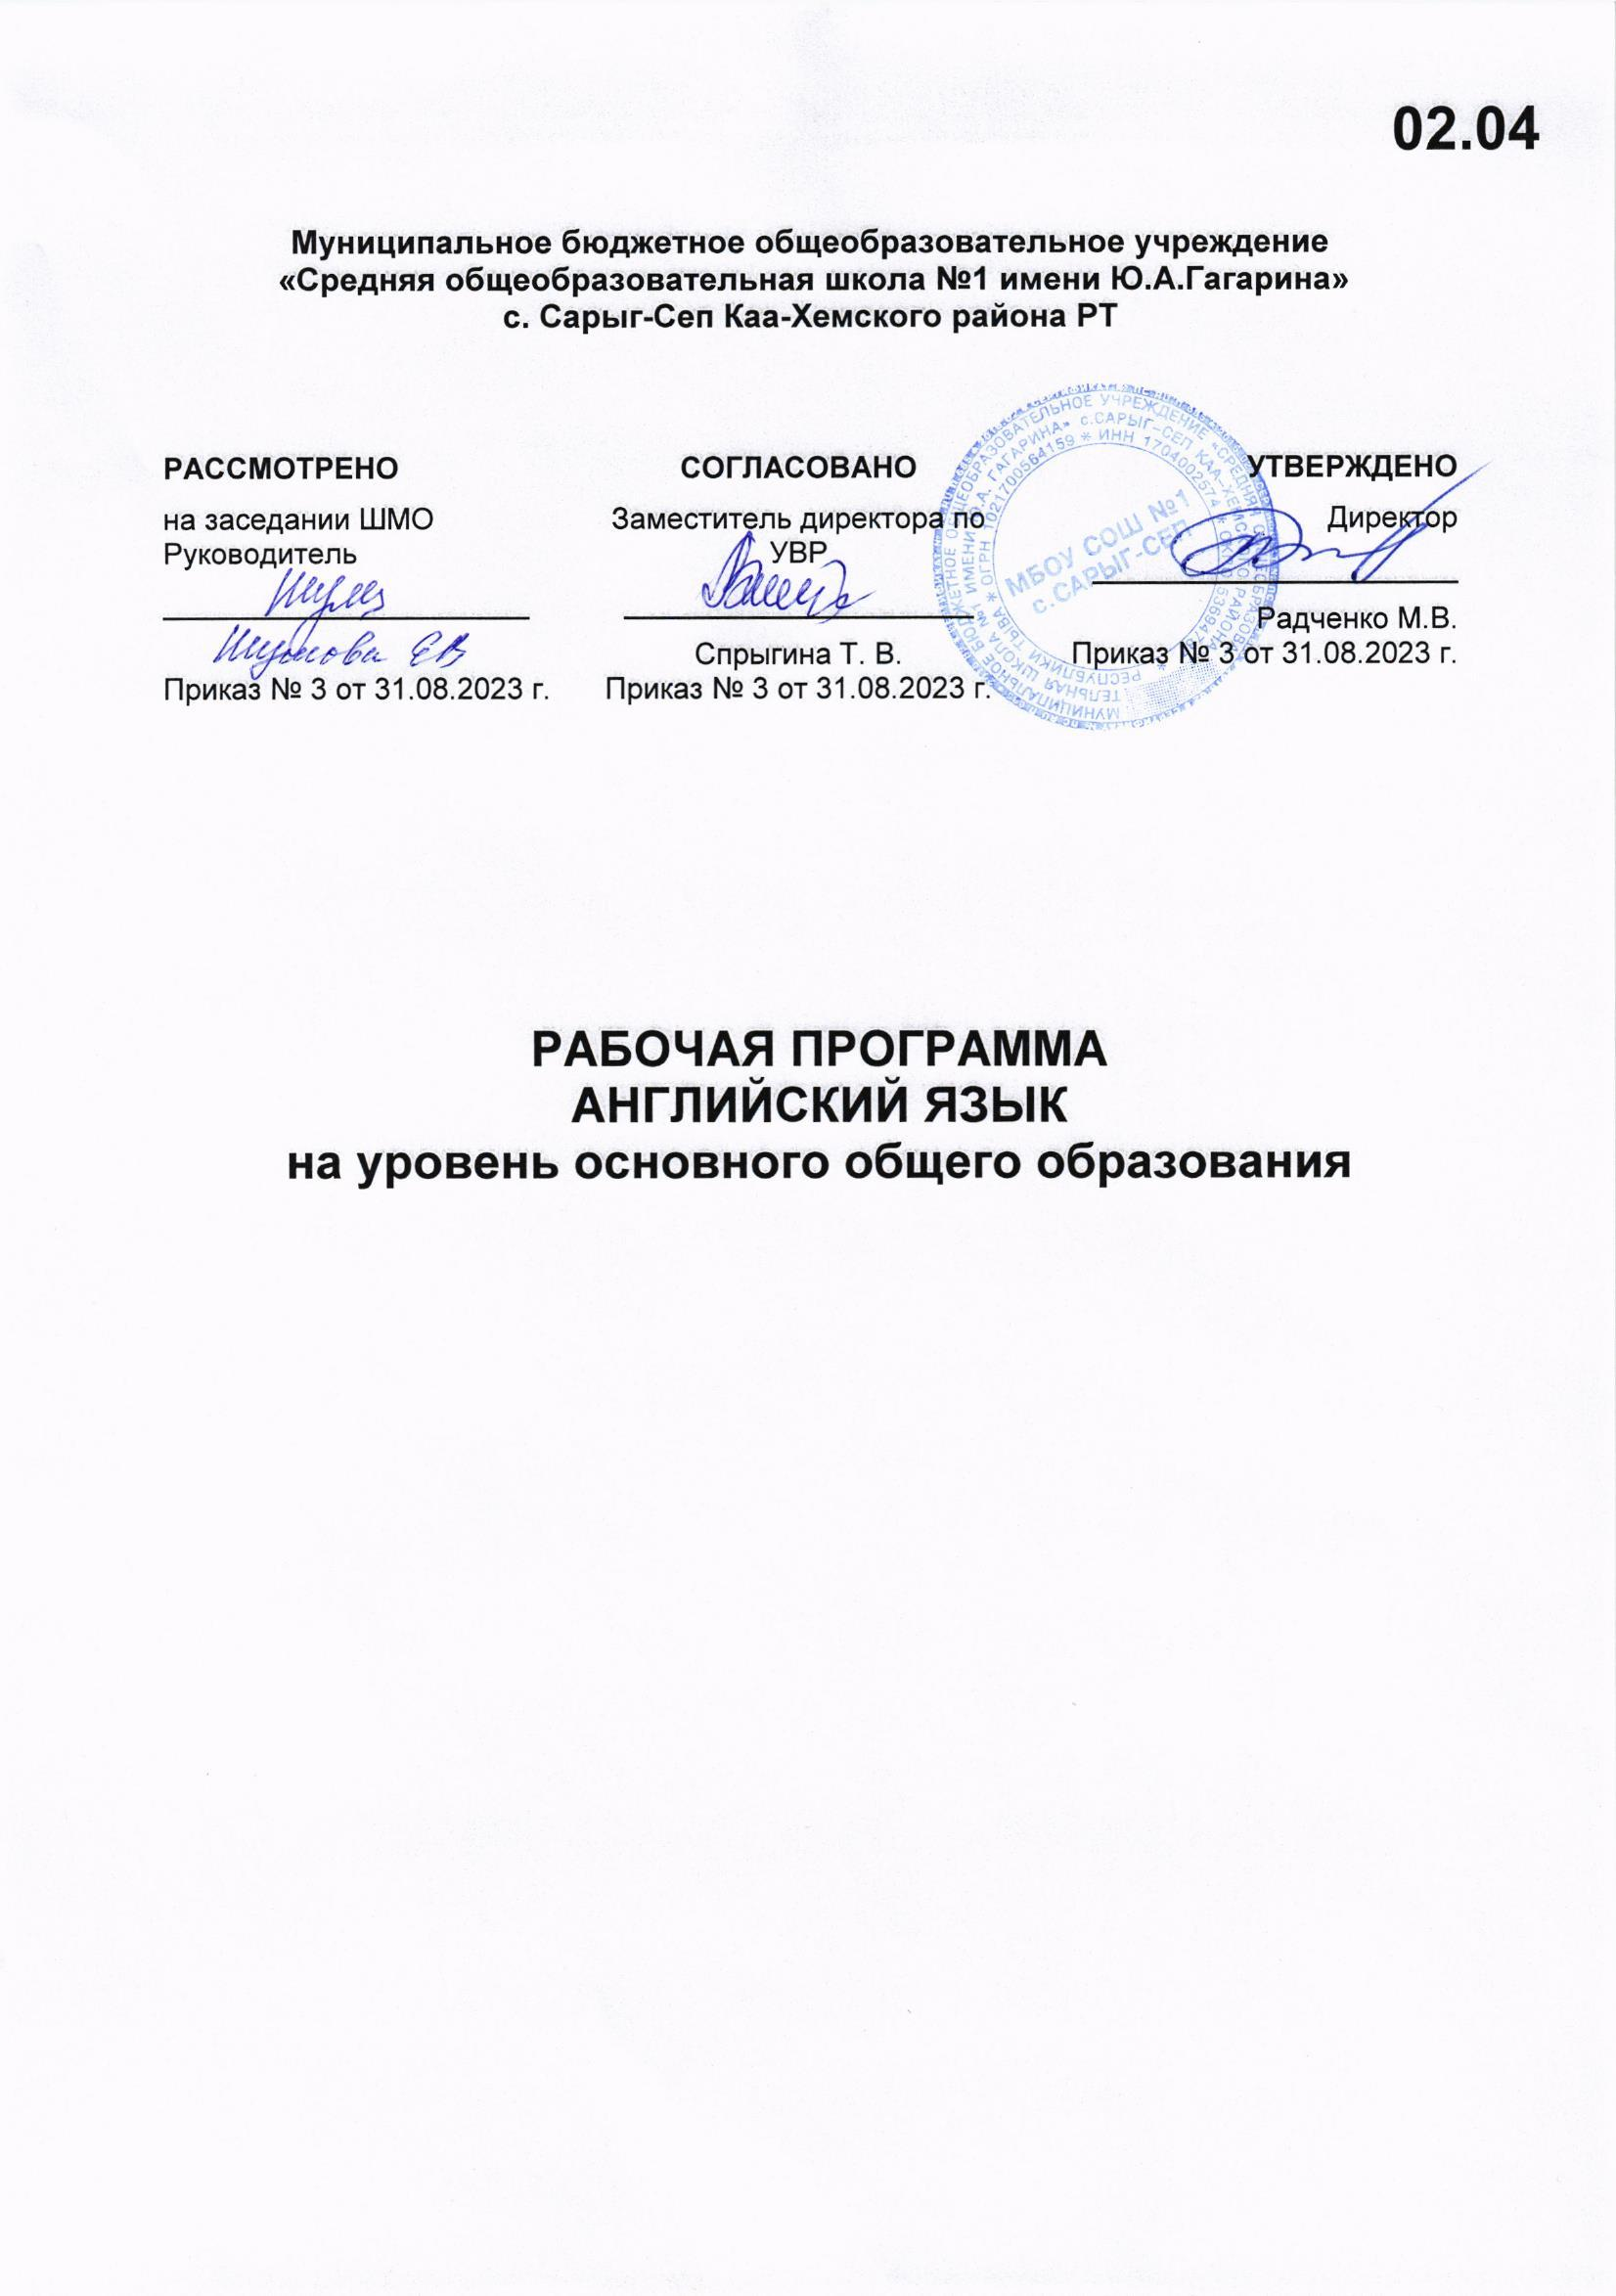 02.04
Муниципальное бюджетное общеобразовательное учреждение
«Средняя общеобразовательная школа №1 имени Ю.А.Гагарина»
с. Сарыг-Сеп Каа-Хемского района РТ
РАССМОТРЕНО
на заседании ШМО
Руководитель
ЕВ
Приказ № 3 от 31.08.2023 г.
СОГЛАСОВАНО
Заместитель директора по
УВР
Спрыгина Т. В.
Приказ № 3 от 31.08.2023 г.
УТВЕРЖДЕНО
Директор
Радченко М.В.
Приказ № 3 от 31.08.2023 г.
МБОУ СОШ №1
с.САРЫГ-СЕП
РАБОЧАЯ ПРОГРАММА
АНГЛИЙСКИЙ ЯЗЫК
на уровень основного общего образования